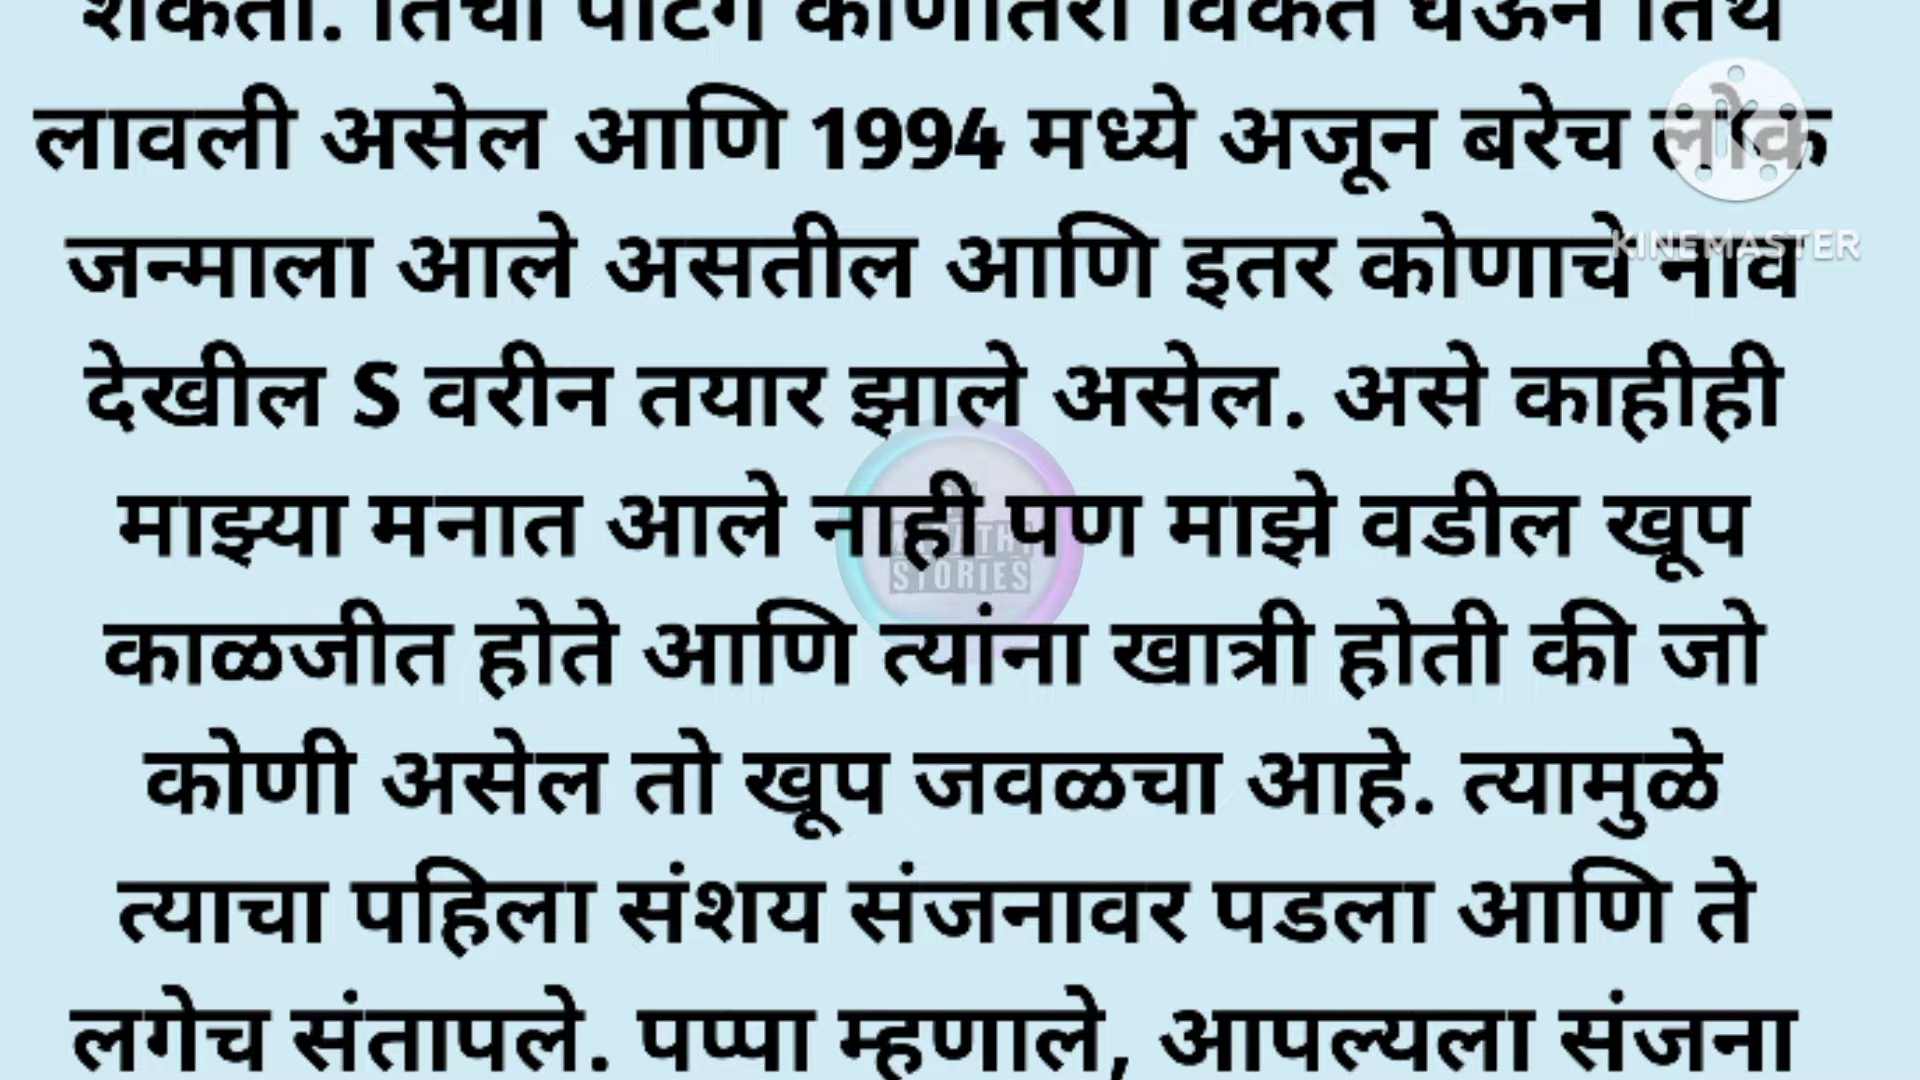 शकतो. तिची पेंटिंग कोणीतरी विकत घेऊन तिथे
लावली असेल आणि 1994 मध्ये अजून बरेच लोक
जन्माला आले असतील आणि इतर कोणाचे नाव
KINEMASTER
देखील S वरीन तयार झाले असेल. असे काहीही
माझ्या मनात आले नाही पण माझे वडील खूप
STORIES
काळजीत होते आणि त्यांना खात्री होती की जो
कोणी असेल तो खूप जवळचा आहे. त्यामुळे
त्याचा पहिला संशय संजनावर पडला आणि ते
लगेच संतापले. पप्पा म्हणाले, आपल्यला संजना